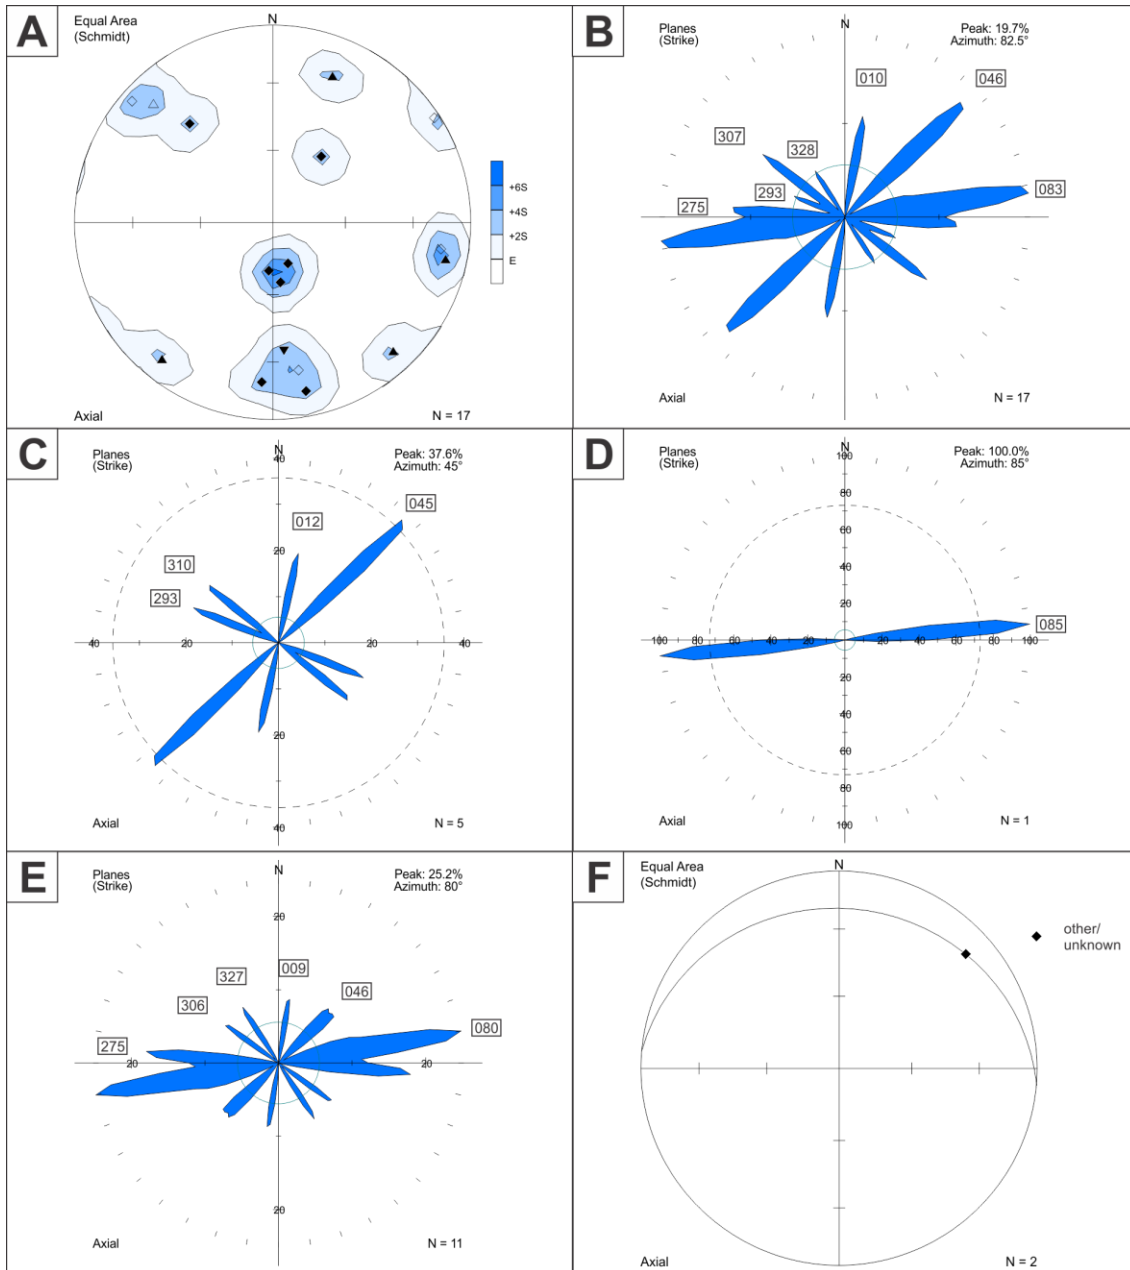 A
Equal Area
(Schmidt)
N
+6S
+4S
+2S
E
Axial
N = 17
B
Planes
(Strike)
N
Peak: 19.7%
Azimuth: 82.5°
010
046
307
328
293
275
083
Axial
N = 17
C
Planes
(Strike)
N
40
Peak: 37.6%
Azimuth: 45°
045
012
20
310
293
40
20
20
40
20
40
Axial
N = 5
D
Planes
(Strike)
N
100
Peak: 100.0%
Azimuth: 85°
80
60
40
20
085
100 80 60 40 20 20 40 60 80 100
20
40
60
80
100
Axial
N = 1
E
Planes
(Strike)
N
Peak: 25.2%
Azimuth: 80°
20
009
327
046
306
080
275
20
20
20
Axial
N = 11
F
Equal Area
(Schmidt)
N
other/
unknown
Axial
N = 2